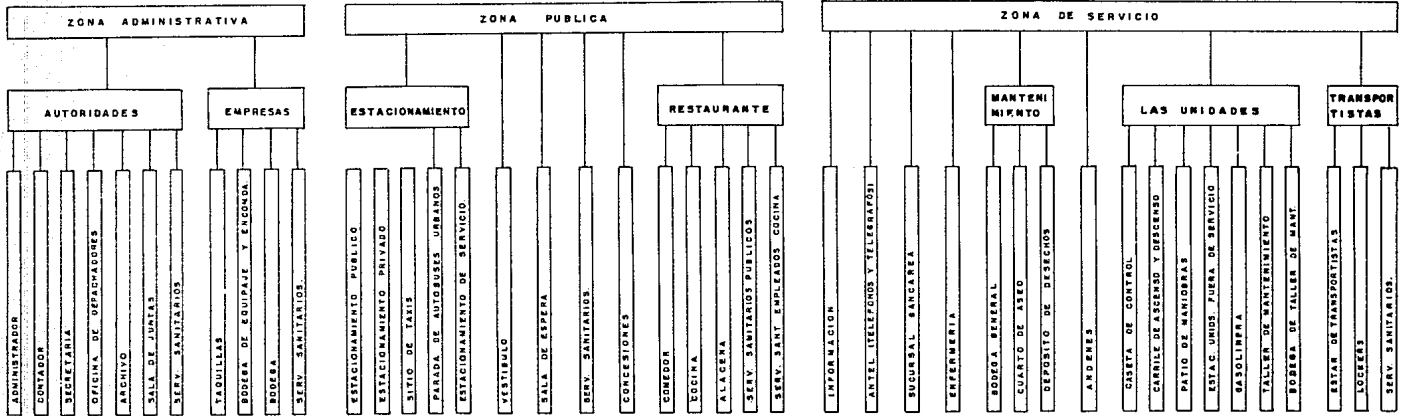 ZONA ADMINISTRATIVA
AUTORIDADES
EMPRESAS
ADMINISTRADOR
CONTADOR
SECRETARIA
OFICINA DE DEPACHADORES
ARCHIVO
SALA DE JUNTAS
SERV. SANITARIOS
TAQUILLAS
BODEGA DE EQUIPAJE Y ENCOMDA.
BODEGA
SERV. SANITARIOS.
ZONA PUBLICA
ESTACIONAMIENTO
RESTAURANTE
ESTACIONAMIENTO PUBLICO
ESTACIONAMIENTO PRIVADO
SITIO DE TAXIS
PARADA DE AUTOBUSES URBANOS
ESTACIONAMIENTO DE SERVICIO.
VESTIBULO
SALA DE ESPERA
SERV. SANITARIOS.
CONCESIONES
COMEDOR
COCINA
ALACENA
SERV. SANITARIOS PUBLICOS
SERV. SANT. EMPLEADOS COCINA
ZONA DE SERVICIO
MANTENI
MIENTO
LAS UNIDADES
TRANSPOR
TISTAS
INFORMACION
ANTEL (TELEFONOS Y TELEGRAFOS)
SUCURSAL BANCAREA
ENFERMERIA
BODEGA GENERAL
CUARTO DE ASEO
DEPOSITO DE DESECHOS
ANDENES
CASETA DE CONTROL
CARRILE DE ASCENSO Y DESCENSO
PATIO DE MANIOBRAS
ESTAC. UNIDS. FUERA DE SERVICIO
GASOLINERA
TALLER DE MANTENIMIENTO
BODEGA DE TALLER DE MANT.
ESTAR DE TRANSPORTISTAS
LOCKERS
SERV. SANITARIOS.